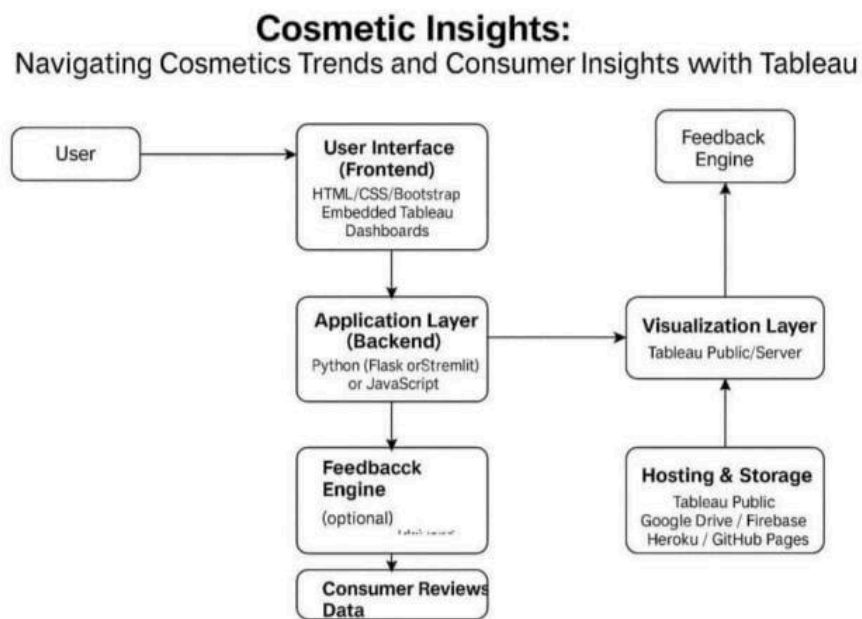 Cosmetic Insights:
Navigating Cosmetics Trends and Consumer Insights vwith Tableau
User
User Interface
(Frontend)
HTML/CSS/Bootstrap
Embedded Tableau
Dashboards
Feedback
Engine
Application Layer
(Backend)
Python (Flask orStremlit)
or JavaScript
Visualization Layer
Tableau Public/Server
Feedbacck
Engine
(optional)
Hosting & Storage
Tableau Public
Google Drive / Firebase
Heroku / GitHub Pages
Consumer Reviews
Data